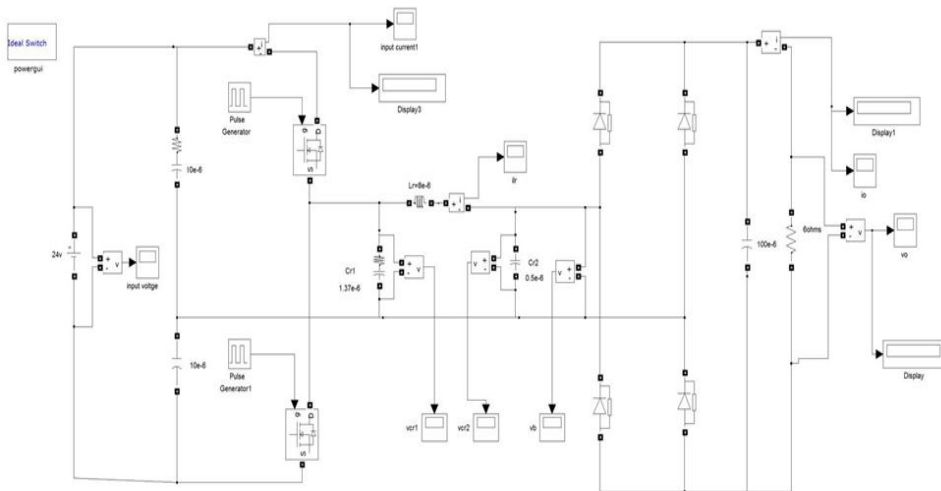 Ideal Switch
powergui
input current1
Display3
Pulse
Generator
g
D
S
10e-6
Lr=8e-6
i
ilr
24v
v
input voltge
Cr1
1.37e-6
v
v
Cr2
0.5e-6
v
10e-6
Pulse
Generator1
g
D
S
vcr1
vcr2
vb
i
Display1
io
100e-6
6ohms
v
vo
Display